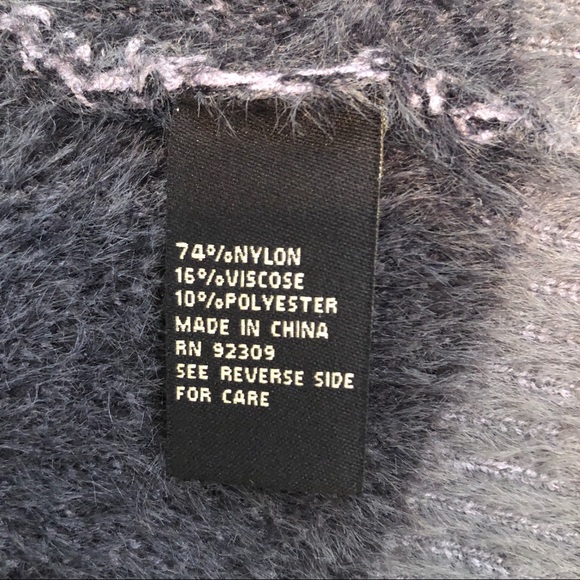 74%NYLON
16%VISCOSE
10%POLYESTER
MADE IN CHINA
RN 92309
SEE REVERSE SIDE
FOR CARE